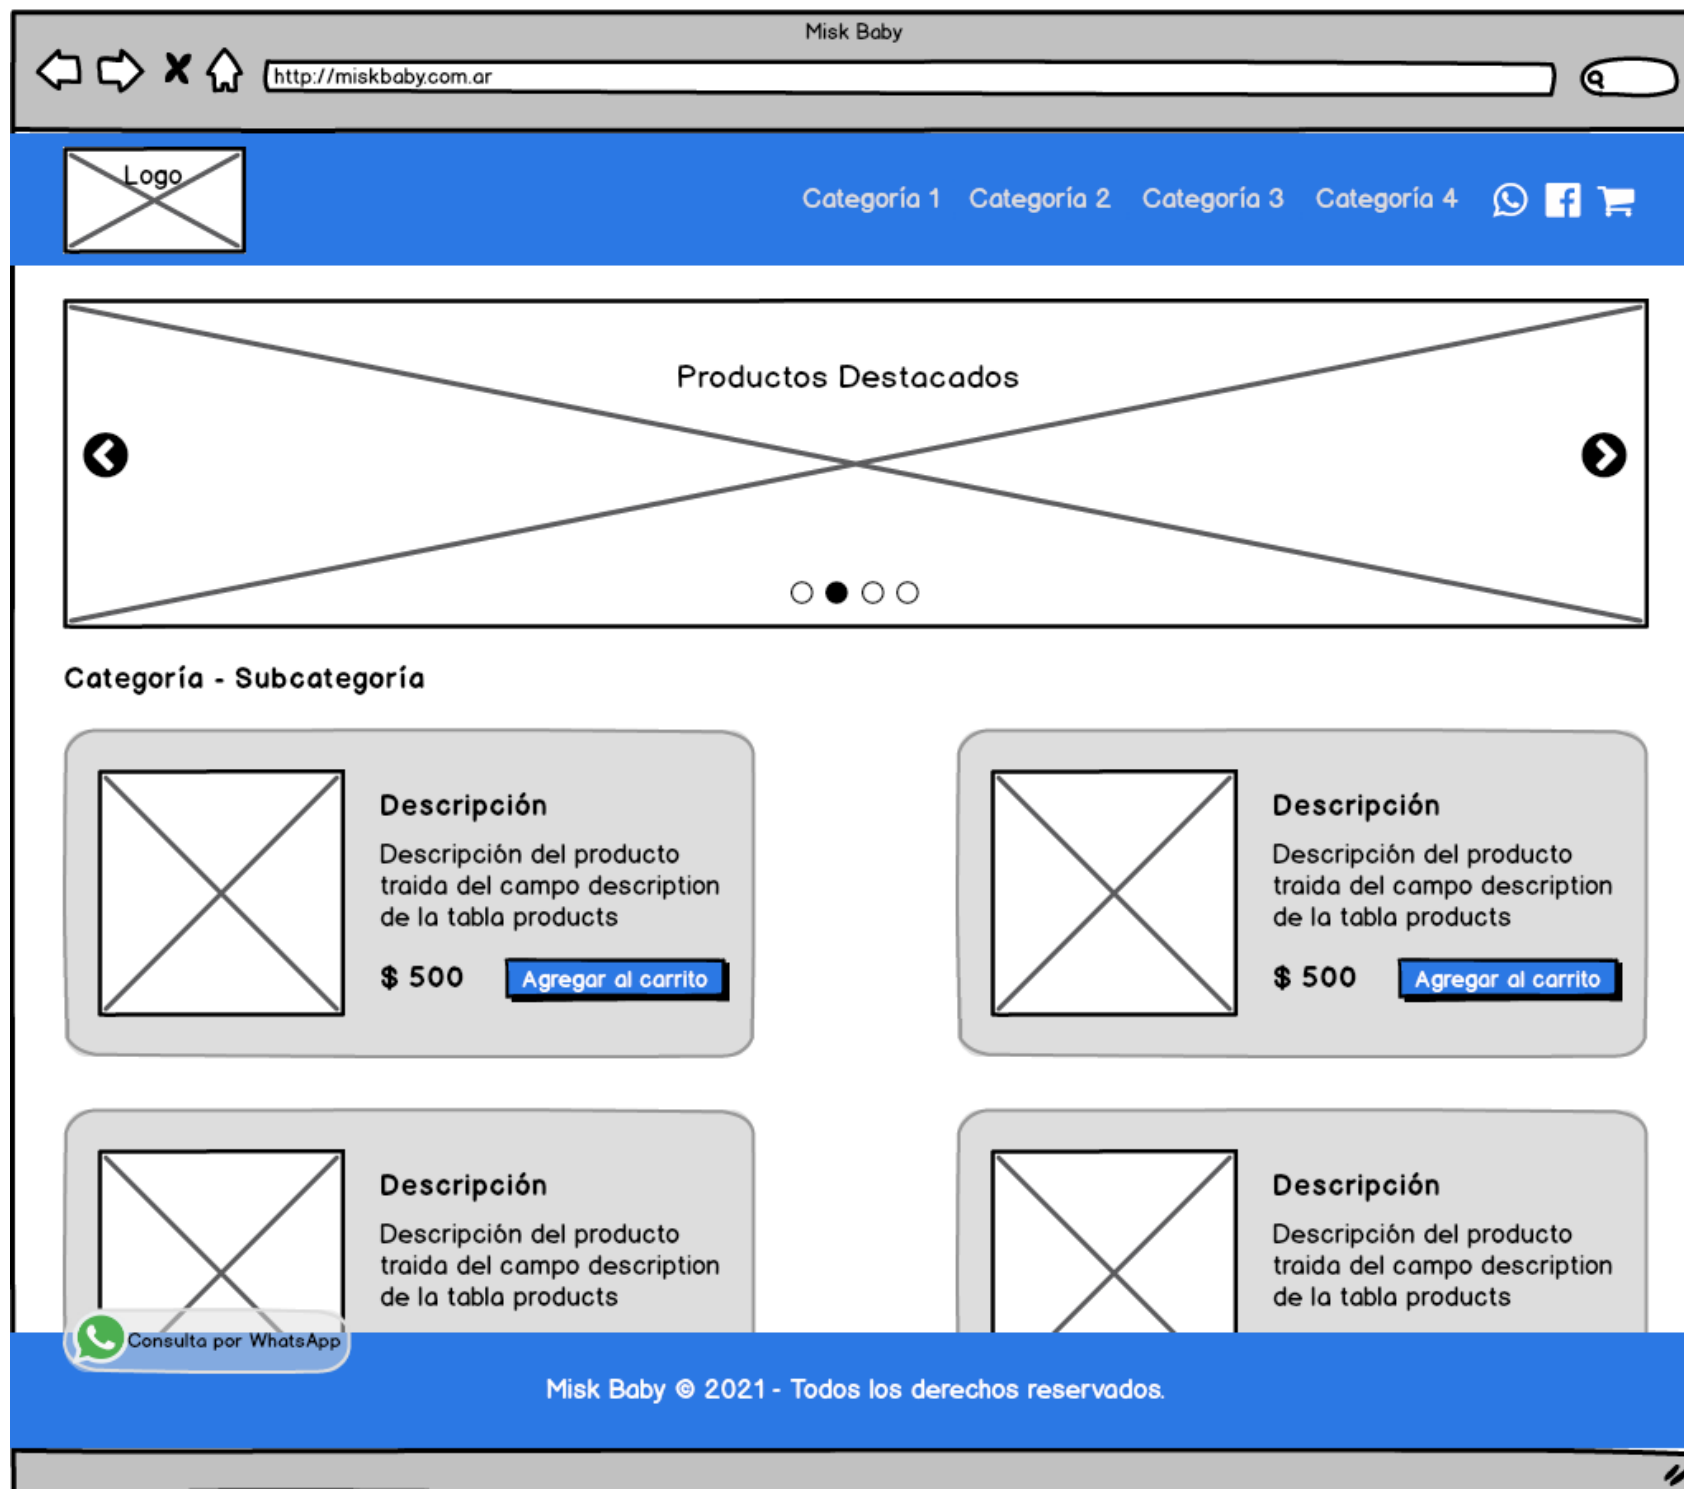 Misk Baby
http://miskbaby.com.ar
Logo
Categoría 1 Categoría 2 Categoría 3 Categoría 4
Productos Destacados
Categoría - Subcategoría
Descripción
Descripción del producto
traida del campo description
de la tabla products
$ 500 Agregar al carrito
Descripción
Descripción del producto
traida del campo description
de la tabla products
$ 500 Agregar al carrito
Descripción
Descripción del producto
traida del campo description
de la tabla products
Descripción
Descripción del producto
traida del campo description
de la tabla products
Consulta por WhatsApp
Misk Baby © 2021 - Todos los derechos reservados.